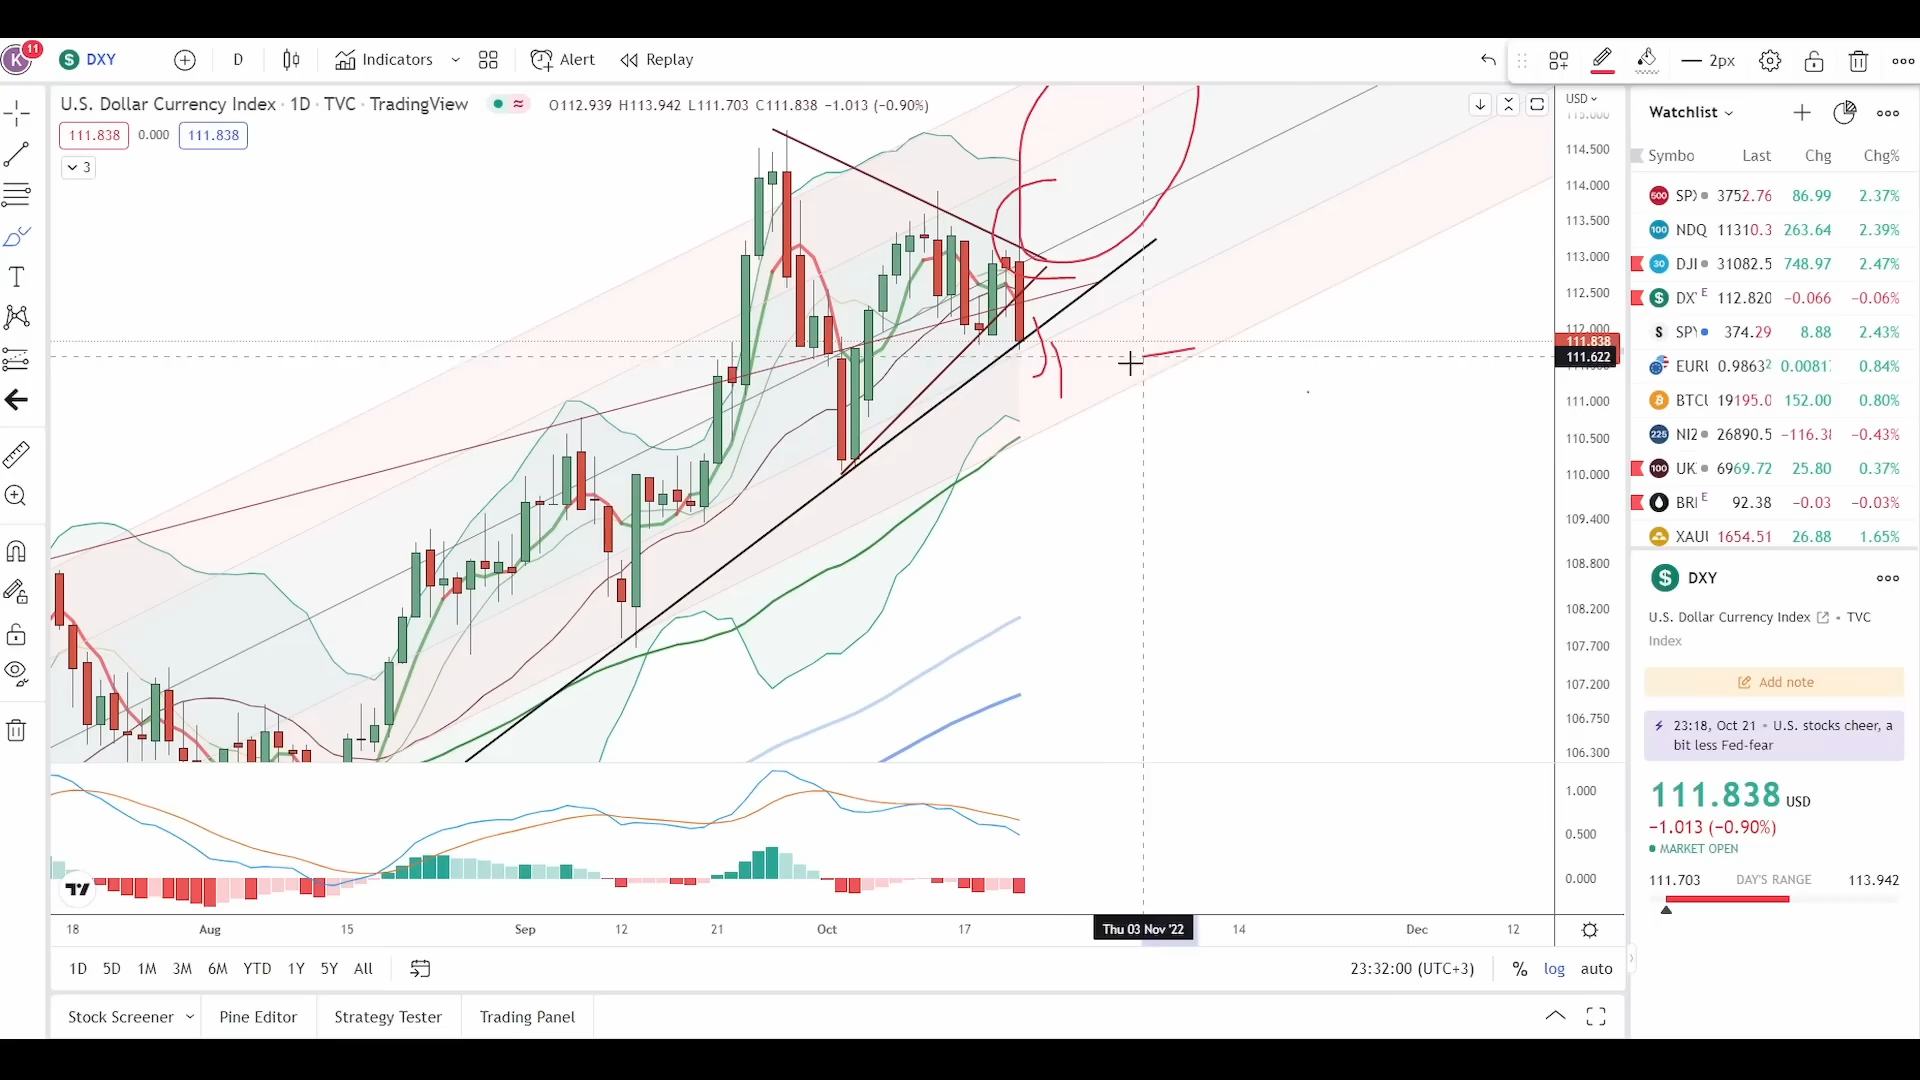 K 11 DXY D Indicators Alert Replay 2px
U.S. Dollar Currency Index · 1D · TVC · TradingView O112.939 H113.942 L111.703 C111.838 −1.013 (−0.90%)
111.838 0.000 111.838
3
USD
115.000
114.500
114.000
113.500
113.000
112.500
112.000
111.838
111.622
111.000
110.500
110.000
109.400
108.800
108.200
107.700
107.200
106.750
106.300
1.000
0.500
0.000
18 Aug 15 Sep 12 21 Oct 17 Thu 03 Nov '22 14 Dec 12
1D 5D 1M 3M 6M YTD 1Y 5Y All 23:32:00 (UTC+3) % log auto
Stock Screener Pine Editor Strategy Tester Trading Panel
Watchlist
Symbo Last Chg Chg%
500 3752.76 86.99 2.37%
100 NDQ 11310.3 263.64 2.39%
30 DJI 31082.5 748.97 2.47%
E 112.820 −0.066 −0.06%
374.29 8.88 2.43%
0.98632 0.84%
19195.0 152.00 0.80%
225 26890.5 −0.43%
100 UK 6969.72 25.80 0.37%
BRI E 92.38 −0.03 −0.03%
1654.51 26.88 1.65%
DXY
U.S. Dollar Currency Index • TVC
Index
Add note
23:18, Oct 21 • U.S. stocks cheer, a
bit less Fed-fear
111.838 USD
−1.013 (−0.90%)
MARKET OPEN
111.703 DAY'S RANGE 113.942